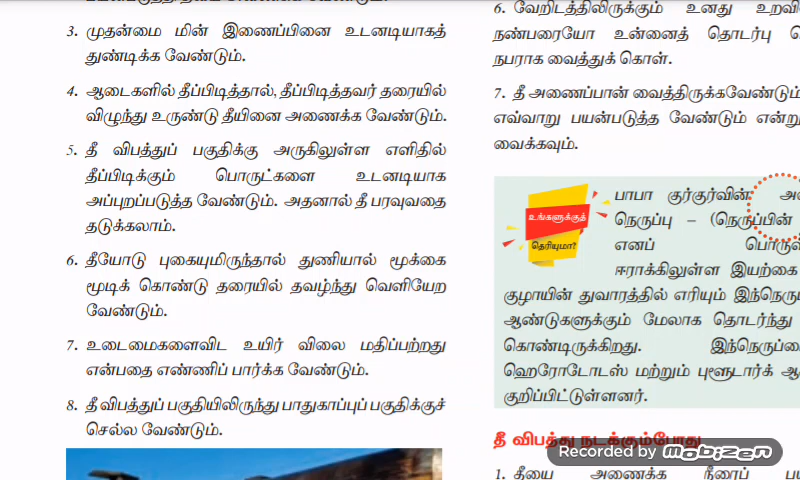 3. முதன்மை மின் இணைப்பினை உடனடியாகத்
துண்டிக்க வேண்டும்.
4. ஆடைகளில் தீப்பிடித்தால், தீப்பிடித்தவர் தரையில்
விழுந்து உருண்டு தீயினை அணைக்க வேண்டும்.
5. தீ விபத்துப் பகுதிக்கு அருகிலுள்ள எளிதில்
தீப்பிடிக்கும் பொருட்களை உடனடியாக
அப்புறப்படுத்த வேண்டும். அதனால் தீ பரவுவதை
தடுக்கலாம்.
6. தீயோடு புகையுமிருந்தால் துணியால் மூக்கை
மூடிக் கொண்டு தரையில் தவழ்ந்து வெளியேற
வேண்டும்.
7. உடைமைகளைவிட உயிர் விலை மதிப்பற்றது
என்பதை எண்ணிப் பார்க்க வேண்டும்.
8. தீ விபத்துப் பகுதியிலிருந்து பாதுகாப்புப் பகுதிக்குச்
செல்ல வேண்டும்.
6. வேறிடத்திலிருக்கும் உனது
நண்பரையோ உன்னைத் தொடர்பு
நபராக வைத்துக் கொள்.
7. தீ அணைப்பான் வைத்திருக்கவேண்டும்
எவ்வாறு பயன்படுத்த வேண்டும்
வைக்கவும்.
உங்களுக்குத்
தெரியுமா?
பாபா குர்குர்வின்
நெருப்பு – (நெருப்பின்
எனப்
ஈராக்கிலுள்ள இயற்கை
குழாயின் துவாரத்தில் எரியும்
ஆண்டுகளுக்கும் மேலாக தொடர்ந்து
கொண்டிருக்கிறது.
ஹெரோடோடஸ் மற்றும் புளூடார்க்
குறிப்பிட்டுள்ளனர்.
தீ விபத்து நடக்கும்போது
1. தீயை அணைக்க நீரைப்
Recorded by mobizen